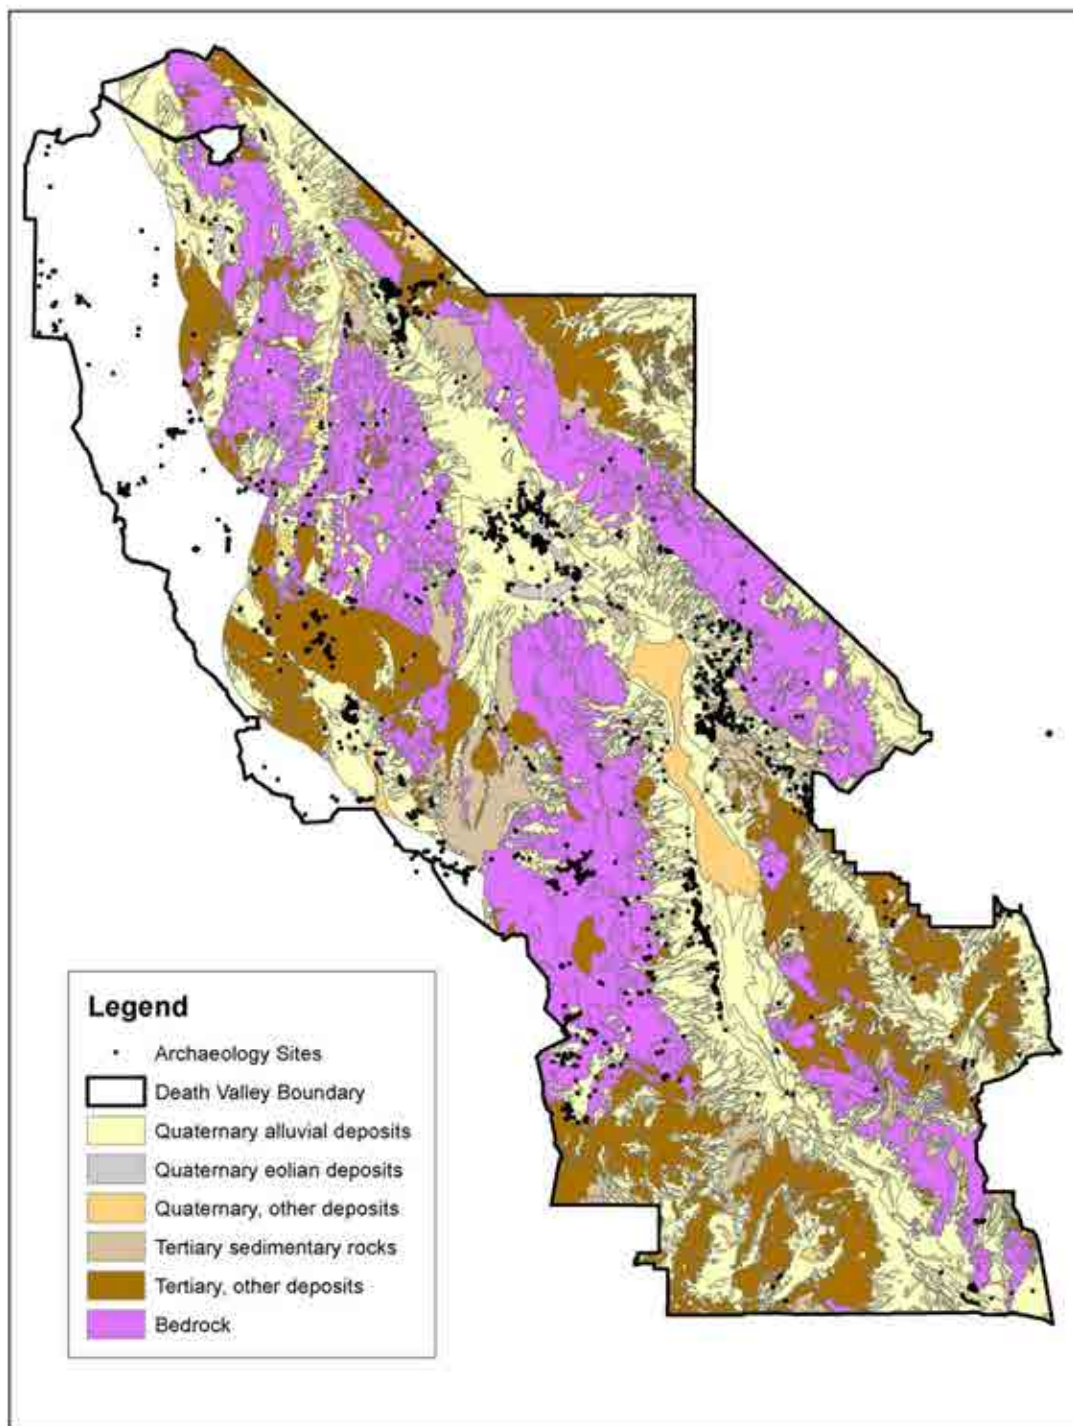 Legend
Archaeology Sites
Death Valley Boundary
Quaternary alluvial deposits
Quaternary eolian deposits
Quaternary, other deposits
Tertiary sedimentary rocks
Tertiary, other deposits
Bedrock